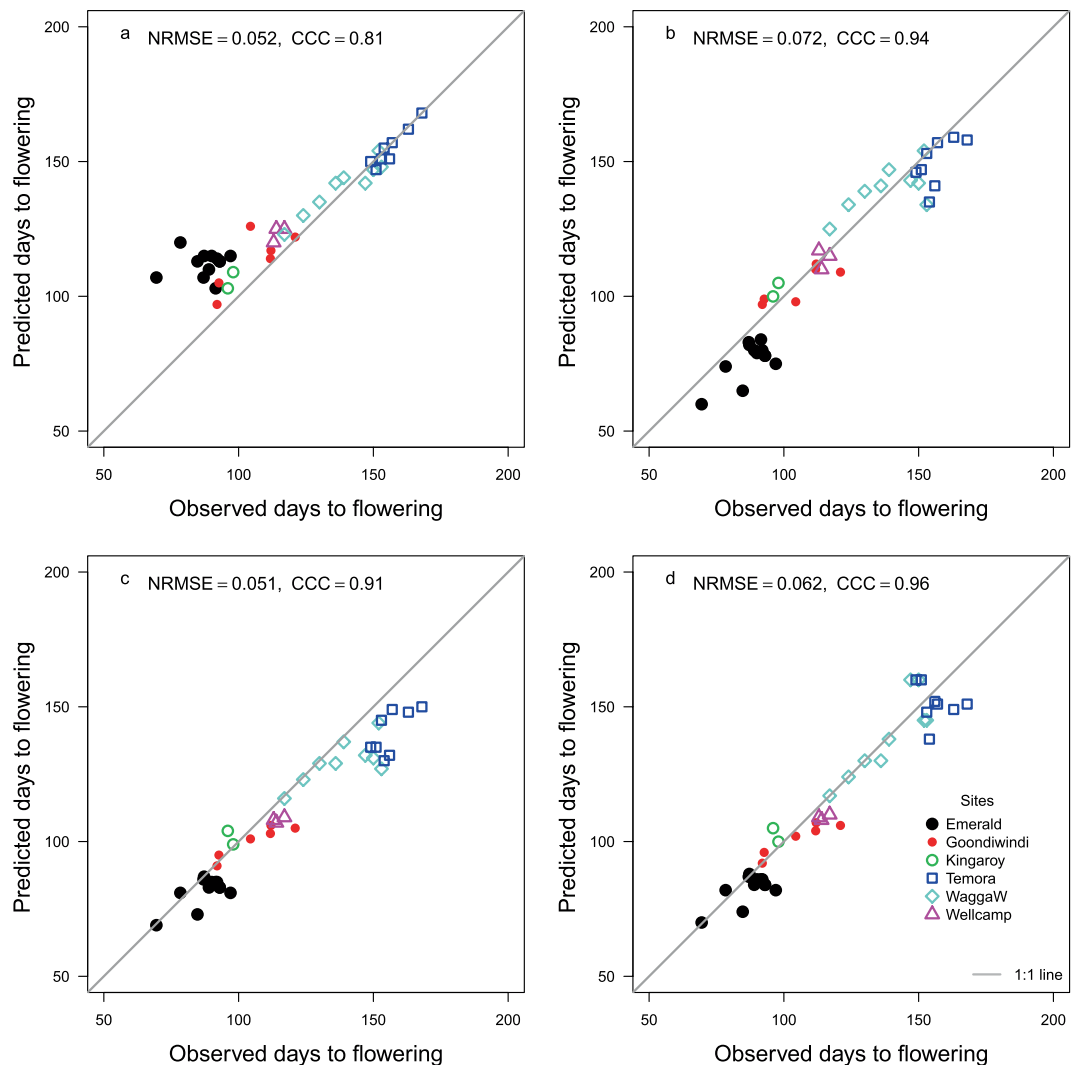 a NRMSE = 0.052, CCC = 0.81
200
150
100
50
Predicted days to flowering
50 100 150 200
Observed days to flowering
b NRMSE = 0.072, CCC = 0.94
200
150
100
50
Predicted days to flowering
50 100 150 200
Observed days to flowering
c NRMSE = 0.051, CCC = 0.91
200
150
100
50
Predicted days to flowering
50 100 150 200
Observed days to flowering
d NRMSE = 0.062, CCC = 0.96
200
150
100
50
Predicted days to flowering
Sites
Emerald
Goondiwindi
Kingaroy
Temora
WaggaW
Wellcamp
1:1 line
50 100 150 200
Observed days to flowering